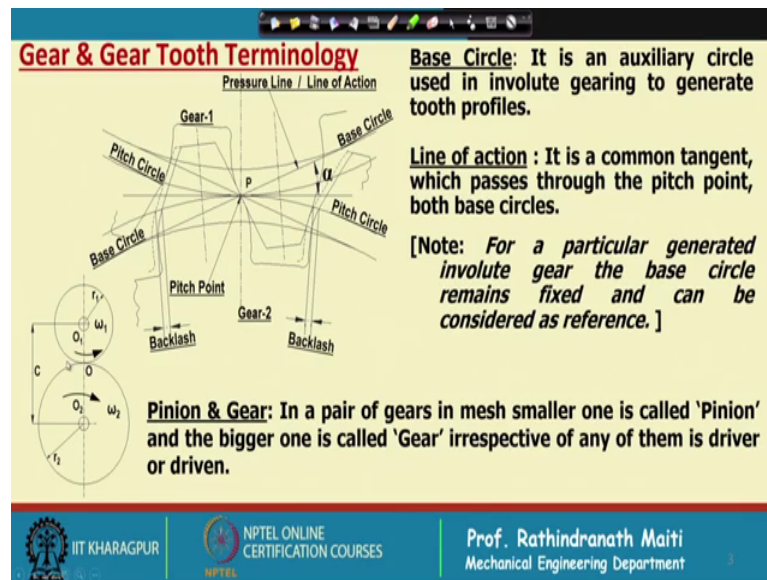 Gear & Gear Tooth Terminology
Pressure Line / Line of Action
Gear-1
Base Circle
Pitch Circle
α
P
Pitch Circle
Base Circle
Pitch Point
Gear-2
Backlash
Backlash
r1
ω1
O1
O
C
O2
ω2
r2
Base Circle: It is an auxiliary circle
used in involute gearing to generate
tooth profiles.
Line of action : It is a common tangent,
which passes through the pitch point,
both base circles.
[Note: For a particular generated
involute gear the base circle
remains fixed and can be
considered as reference. ]
Pinion & Gear: In a pair of gears in mesh smaller one is called ‘Pinion’
and the bigger one is called ‘Gear’ irrespective of any of them is driver
or driven.
IIT KHARAGPUR
NPTEL
NPTEL ONLINE
CERTIFICATION COURSES
Prof. Rathindranath Maiti
Mechanical Engineering Department
3